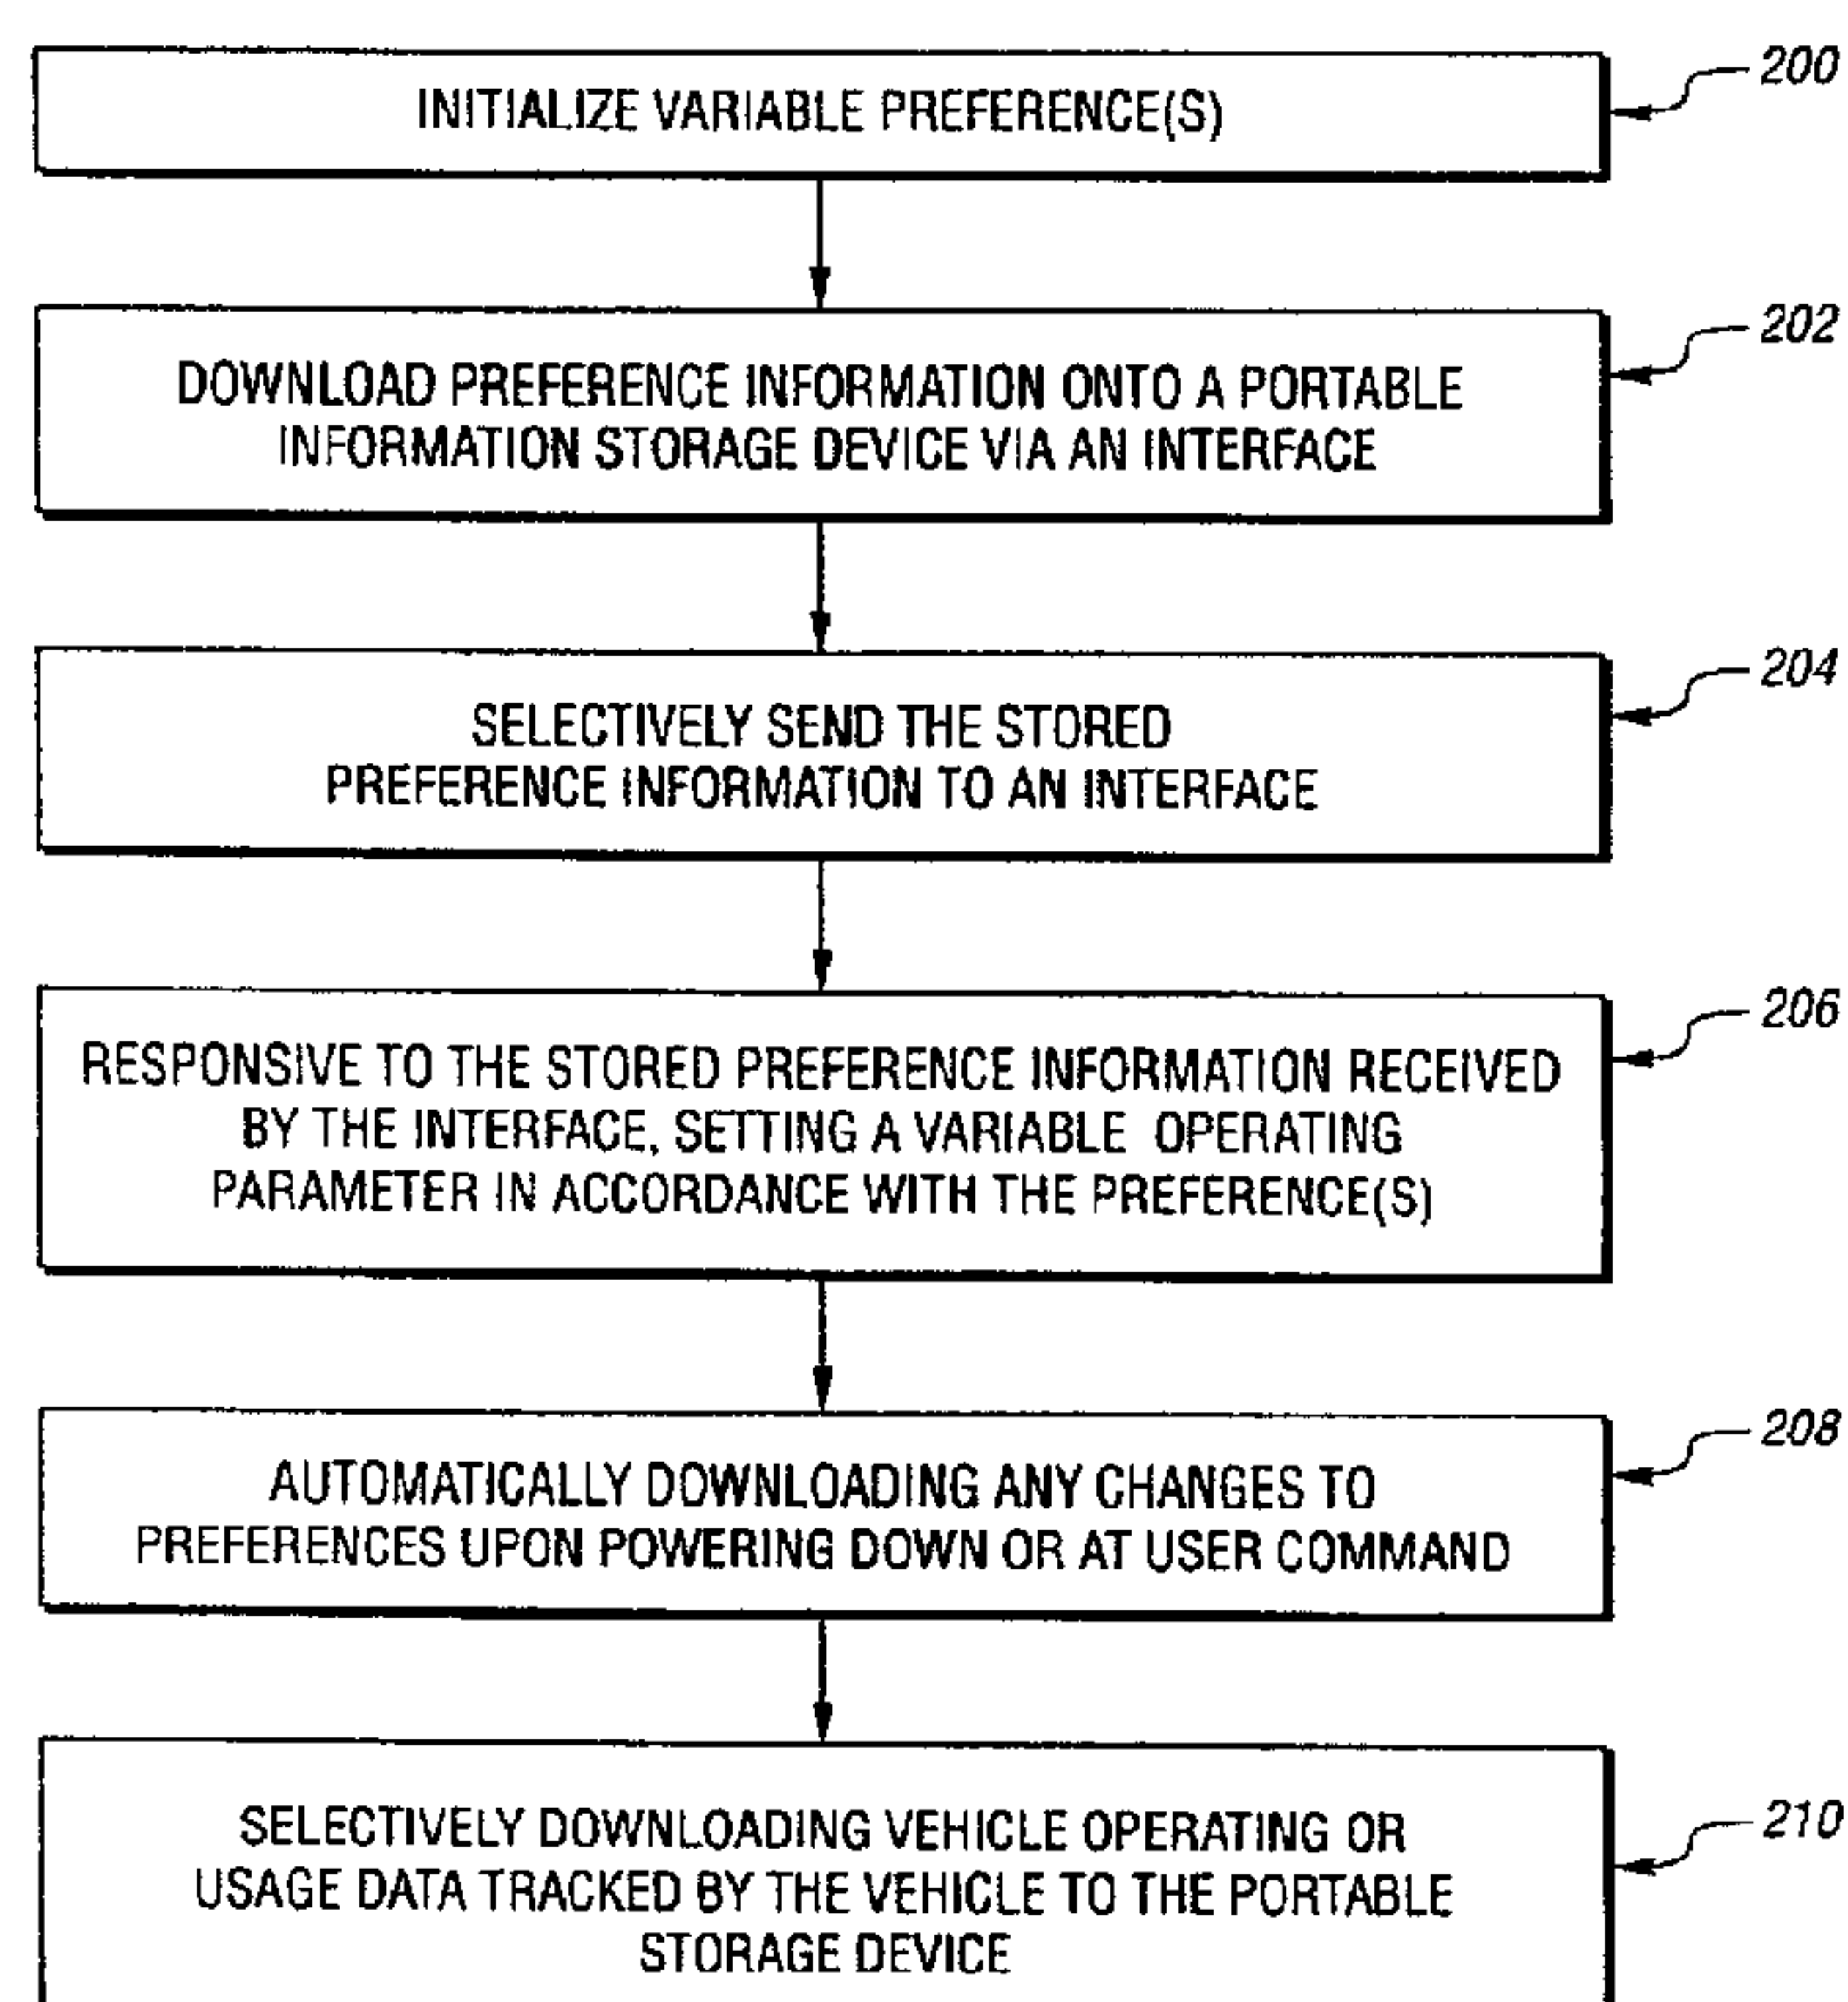 INITIALIZE VARIABLE PREFERENCE(S)
200
DOWNLOAD PREFERENCE INFORMATION ONTO A PORTABLE
INFORMATION STORAGE DEVICE VIA AN INTERFACE
202
SELECTIVELY SEND THE STORED
PREFERENCE INFORMATION TO AN INTERFACE
204
RESPONSIVE TO THE STORED PREFERENCE INFORMATION RECEIVED
BY THE INTERFACE, SETTING A VARIABLE OPERATING
PARAMETER IN ACCORDANCE WITH THE PREFERENCE(S)
206
AUTOMATICALLY DOWNLOADING ANY CHANGES TO
PREFERENCES UPON POWERING DOWN OR AT USER COMMAND
208
SELECTIVELY DOWNLOADING VEHICLE OPERATING OR
USAGE DATA TRACKED BY THE VEHICLE TO THE PORTABLE
STORAGE DEVICE
210